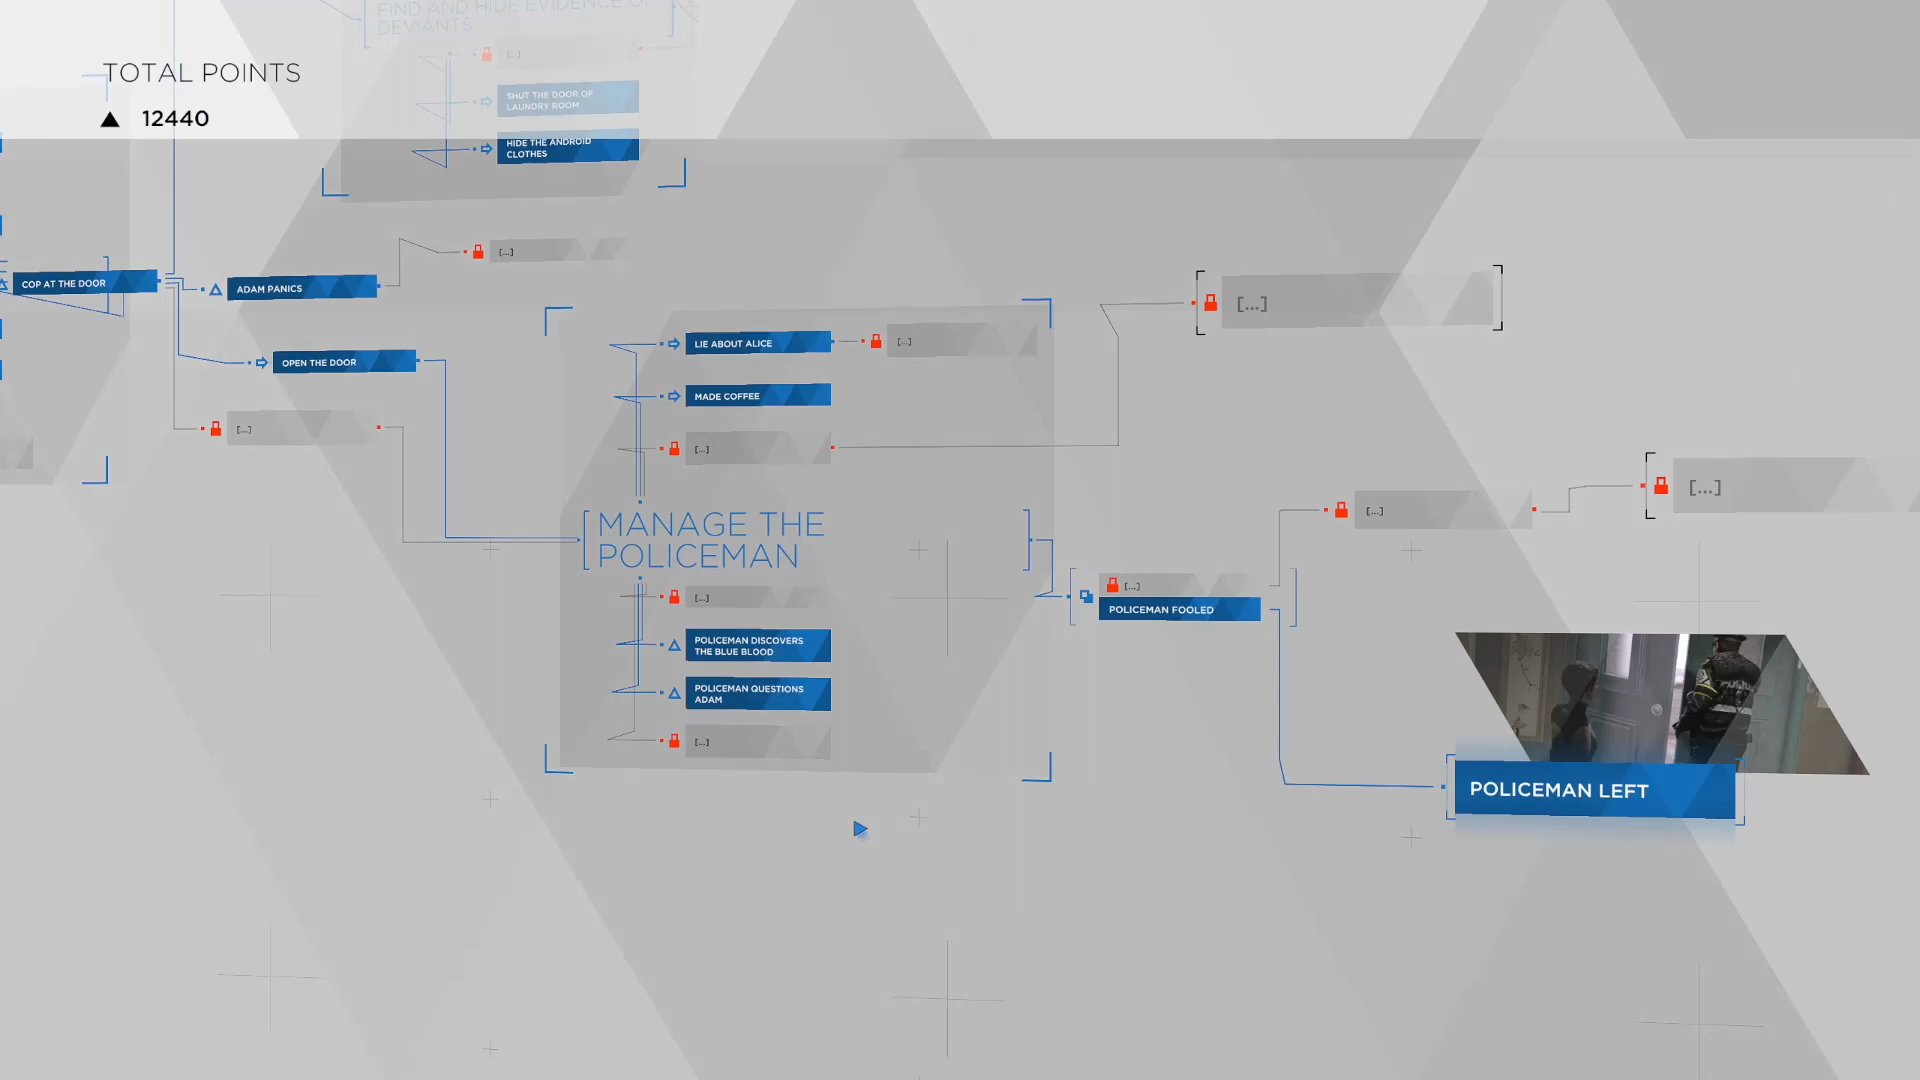 FIND AND HIDE EVIDENCE OF
DEVIANTS
TOTAL POINTS
12440
[...]
SHUT THE DOOR OF
LAUNDRY ROOM
HIDE THE ANDROID
CLOTHES
[...]
COP AT THE DOOR
ADAM PANICS
OPEN THE DOOR
[...]
LIE ABOUT ALICE
[...]
MADE COFFEE
[...]
MANAGE THE
POLICEMAN
[...]
POLICEMAN DISCOVERS
THE BLUE BLOOD
POLICEMAN QUESTIONS
ADAM
[...]
[...]
[...]
[...]
[...]
POLICEMAN FOOLED
POLICEMAN LEFT